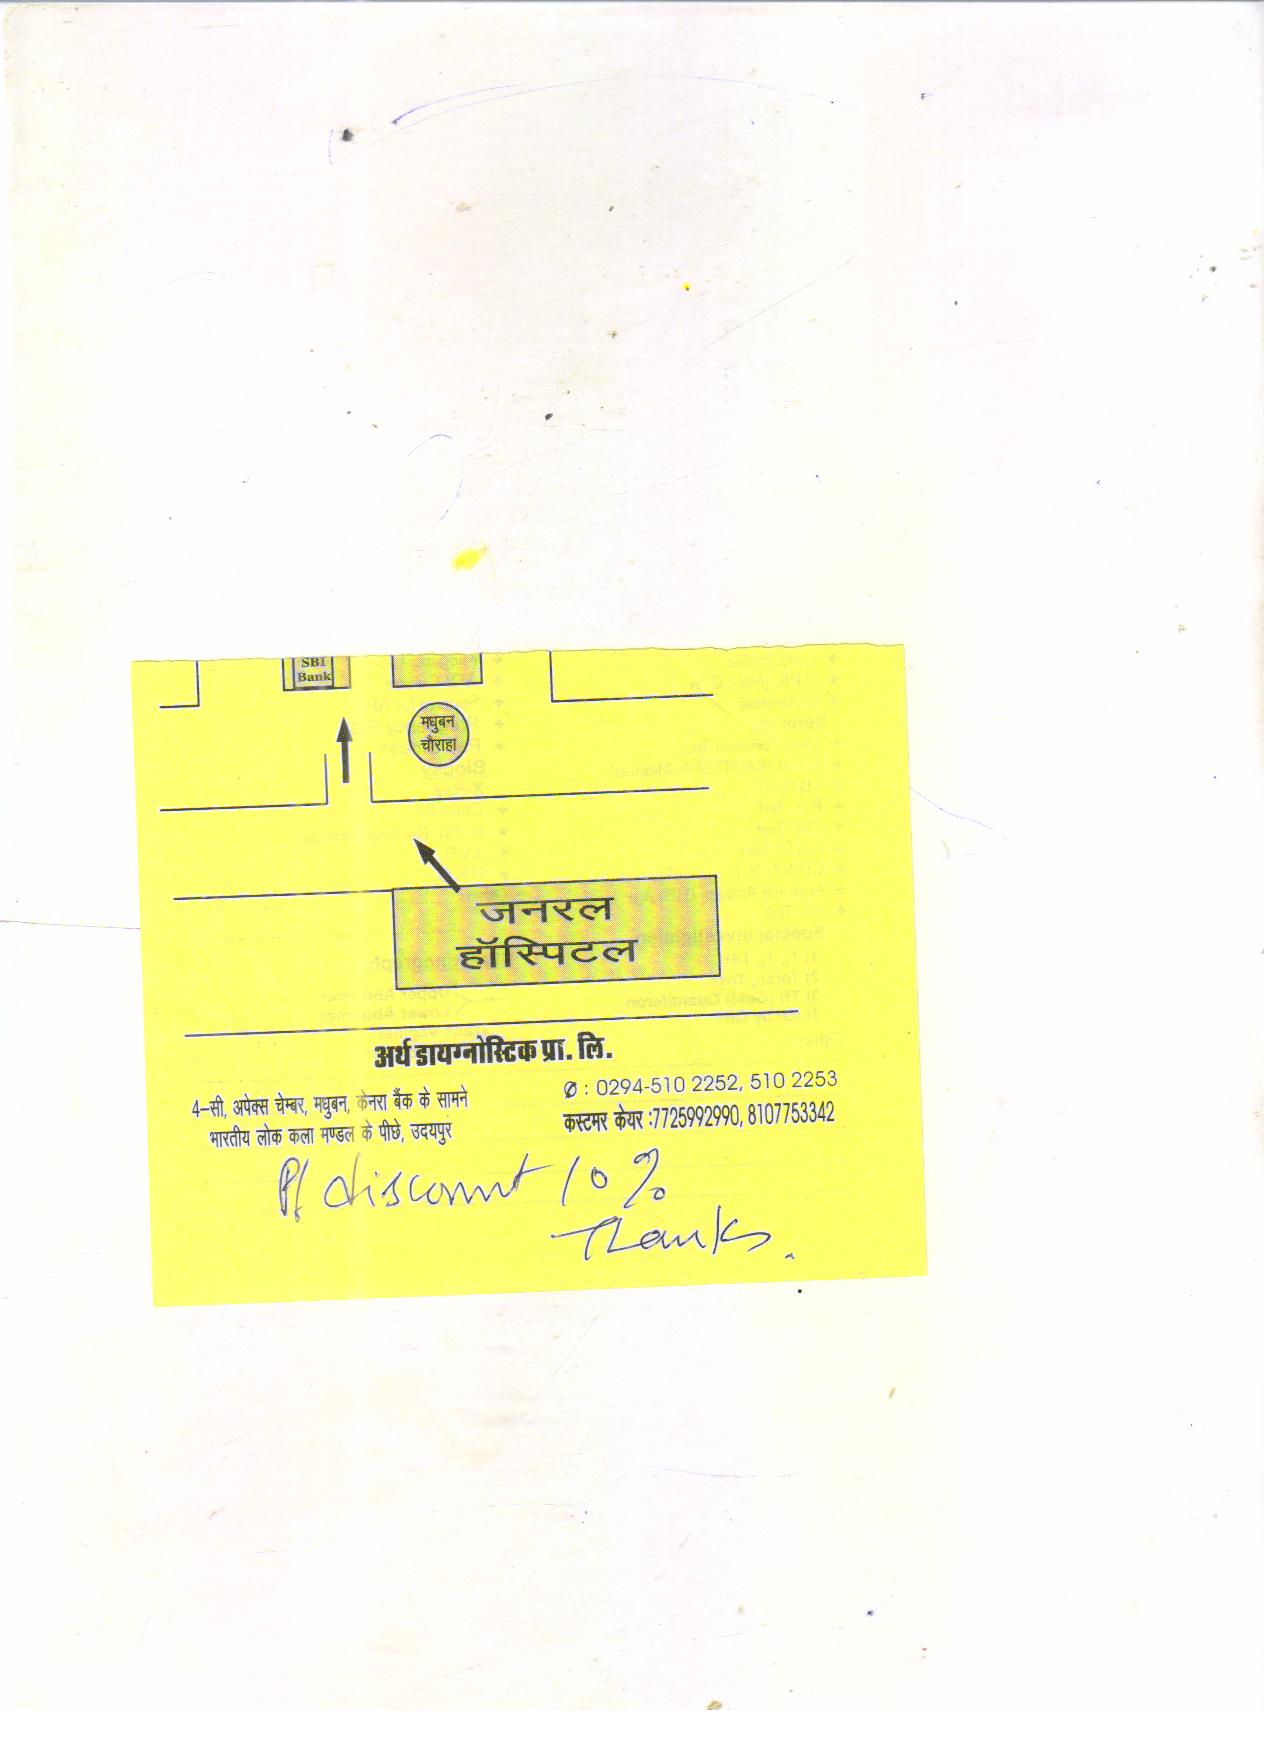 SBI
Bank
मधुबन
चौराहा
जनरल
हॉस्पिटल
अर्थ डायग्नोस्टिक प्रा. लि.
4-सी, अपेक्स चेम्बर, मधुबन, केनरा बैंक के सामने
भारतीय लोक कला मण्डल के पीछे, उदयपुर
✆ : 0294-510 2252, 510 2253
कस्टमर केयर :7725992990, 8107753342
Pl discount 10%
Thanks.